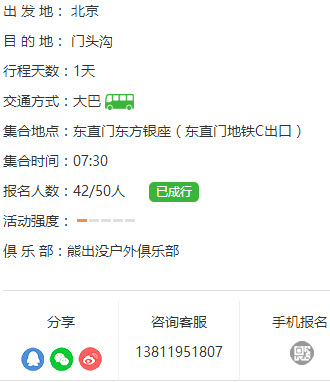 出 发 地： 北京
目 的 地： 门头沟
行程天数：1天
交通方式：大巴
集合地点：东直门东方银座（东直门地铁C出口）
集合时间：07:30
报名人数：42/50人 已成行
活动强度：
俱 乐 部：熊出没户外俱乐部
分享 咨询客服 手机报名
13811951807